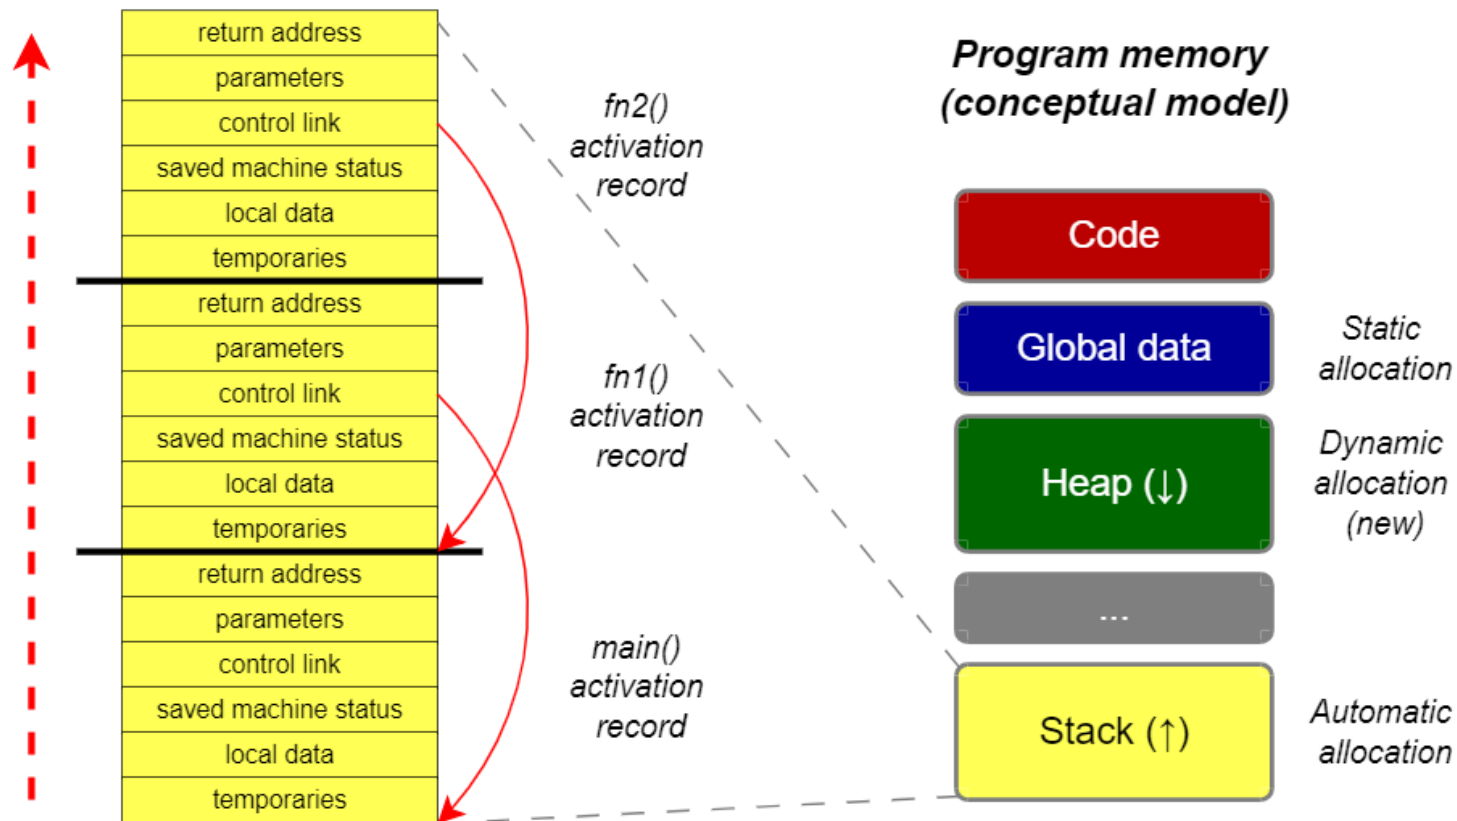 return address
parameters
control link
saved machine status
local data
temporaries
return address
parameters
control link
saved machine status
local data
temporaries
return address
parameters
control link
saved machine status
local data
temporaries
fn2()
activation
record
fn1()
activation
record
main()
activation
record
Program memory
(conceptual model)
Code
Global data
Static
allocation
Heap (↓)
Dynamic
allocation
(new)
...
Stack (↑)
Automatic
allocation